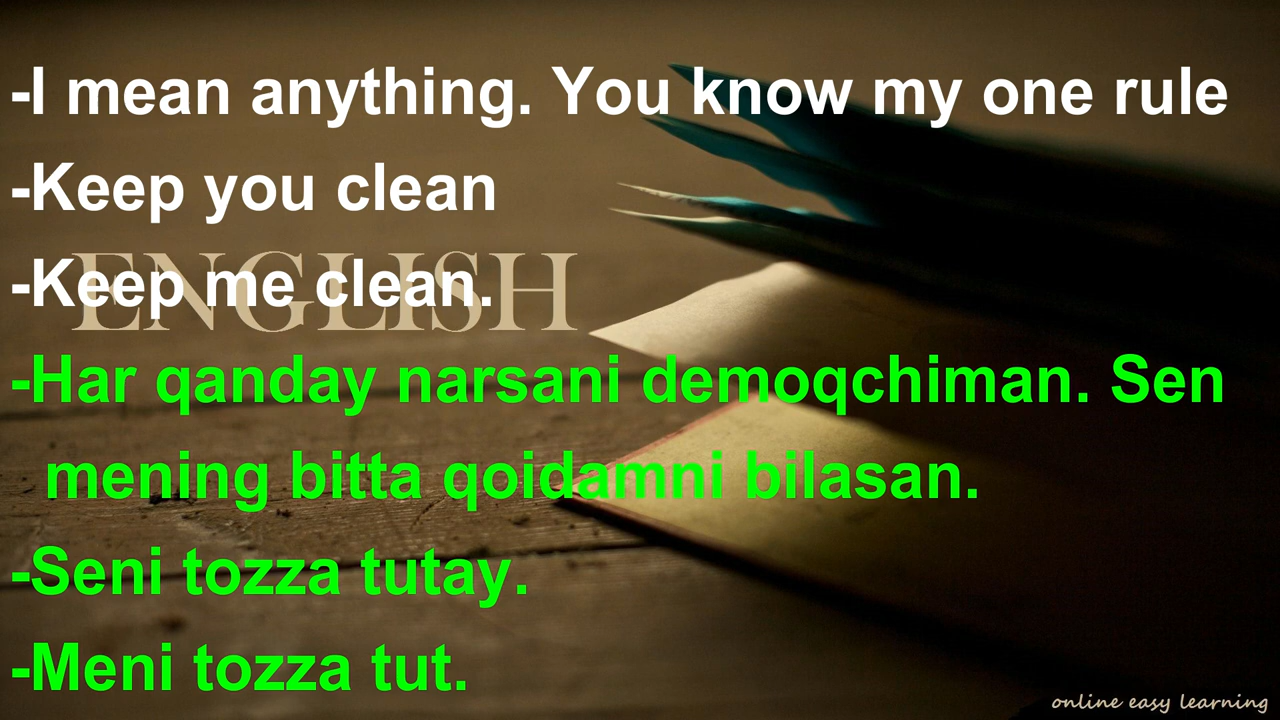 -I mean anything. You know my one rule
-Keep you clean
-Keep me clean.
ENGLISH
-Har qanday narsani demoqchiman. Sen
mening bitta qoidamni bilasan.
-Seni tozza tutay.
-Meni tozza tut.
online easy learning